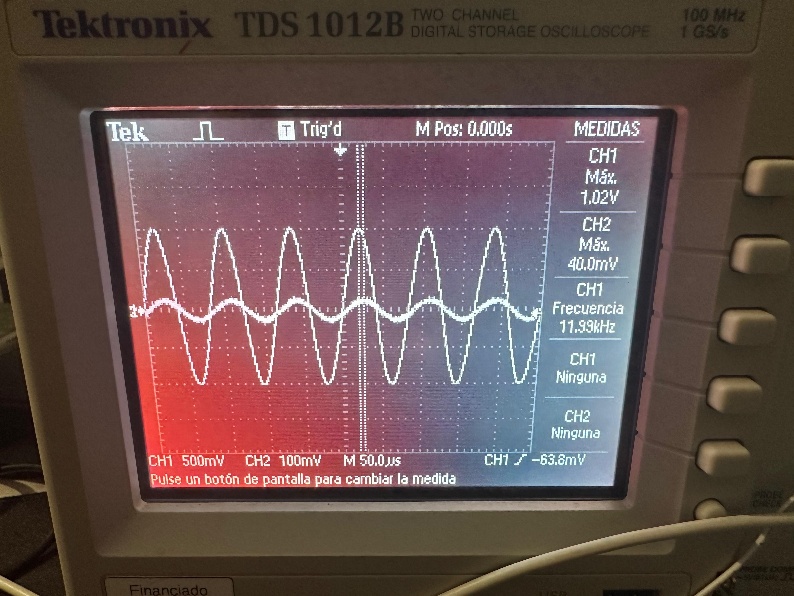 Tektronix TDS 1012B TWO CHANNEL DIGITAL STORAGE OSCILLOSCOPE 100 MHz 1 GS/s
Tek T Trig'd M Pos: 0.000s MEDIDAS
CH1
Máx.
1.02V
CH2
Máx.
40.0mV
CH1
Frecuencia
11.99kHz
CH1
Ninguna
CH2
Ninguna
CH1 500mV CH2 100mV M 50.0µs CH1 -63.8mV
Pulse un botón de pantalla para cambiar la medida
Financiado